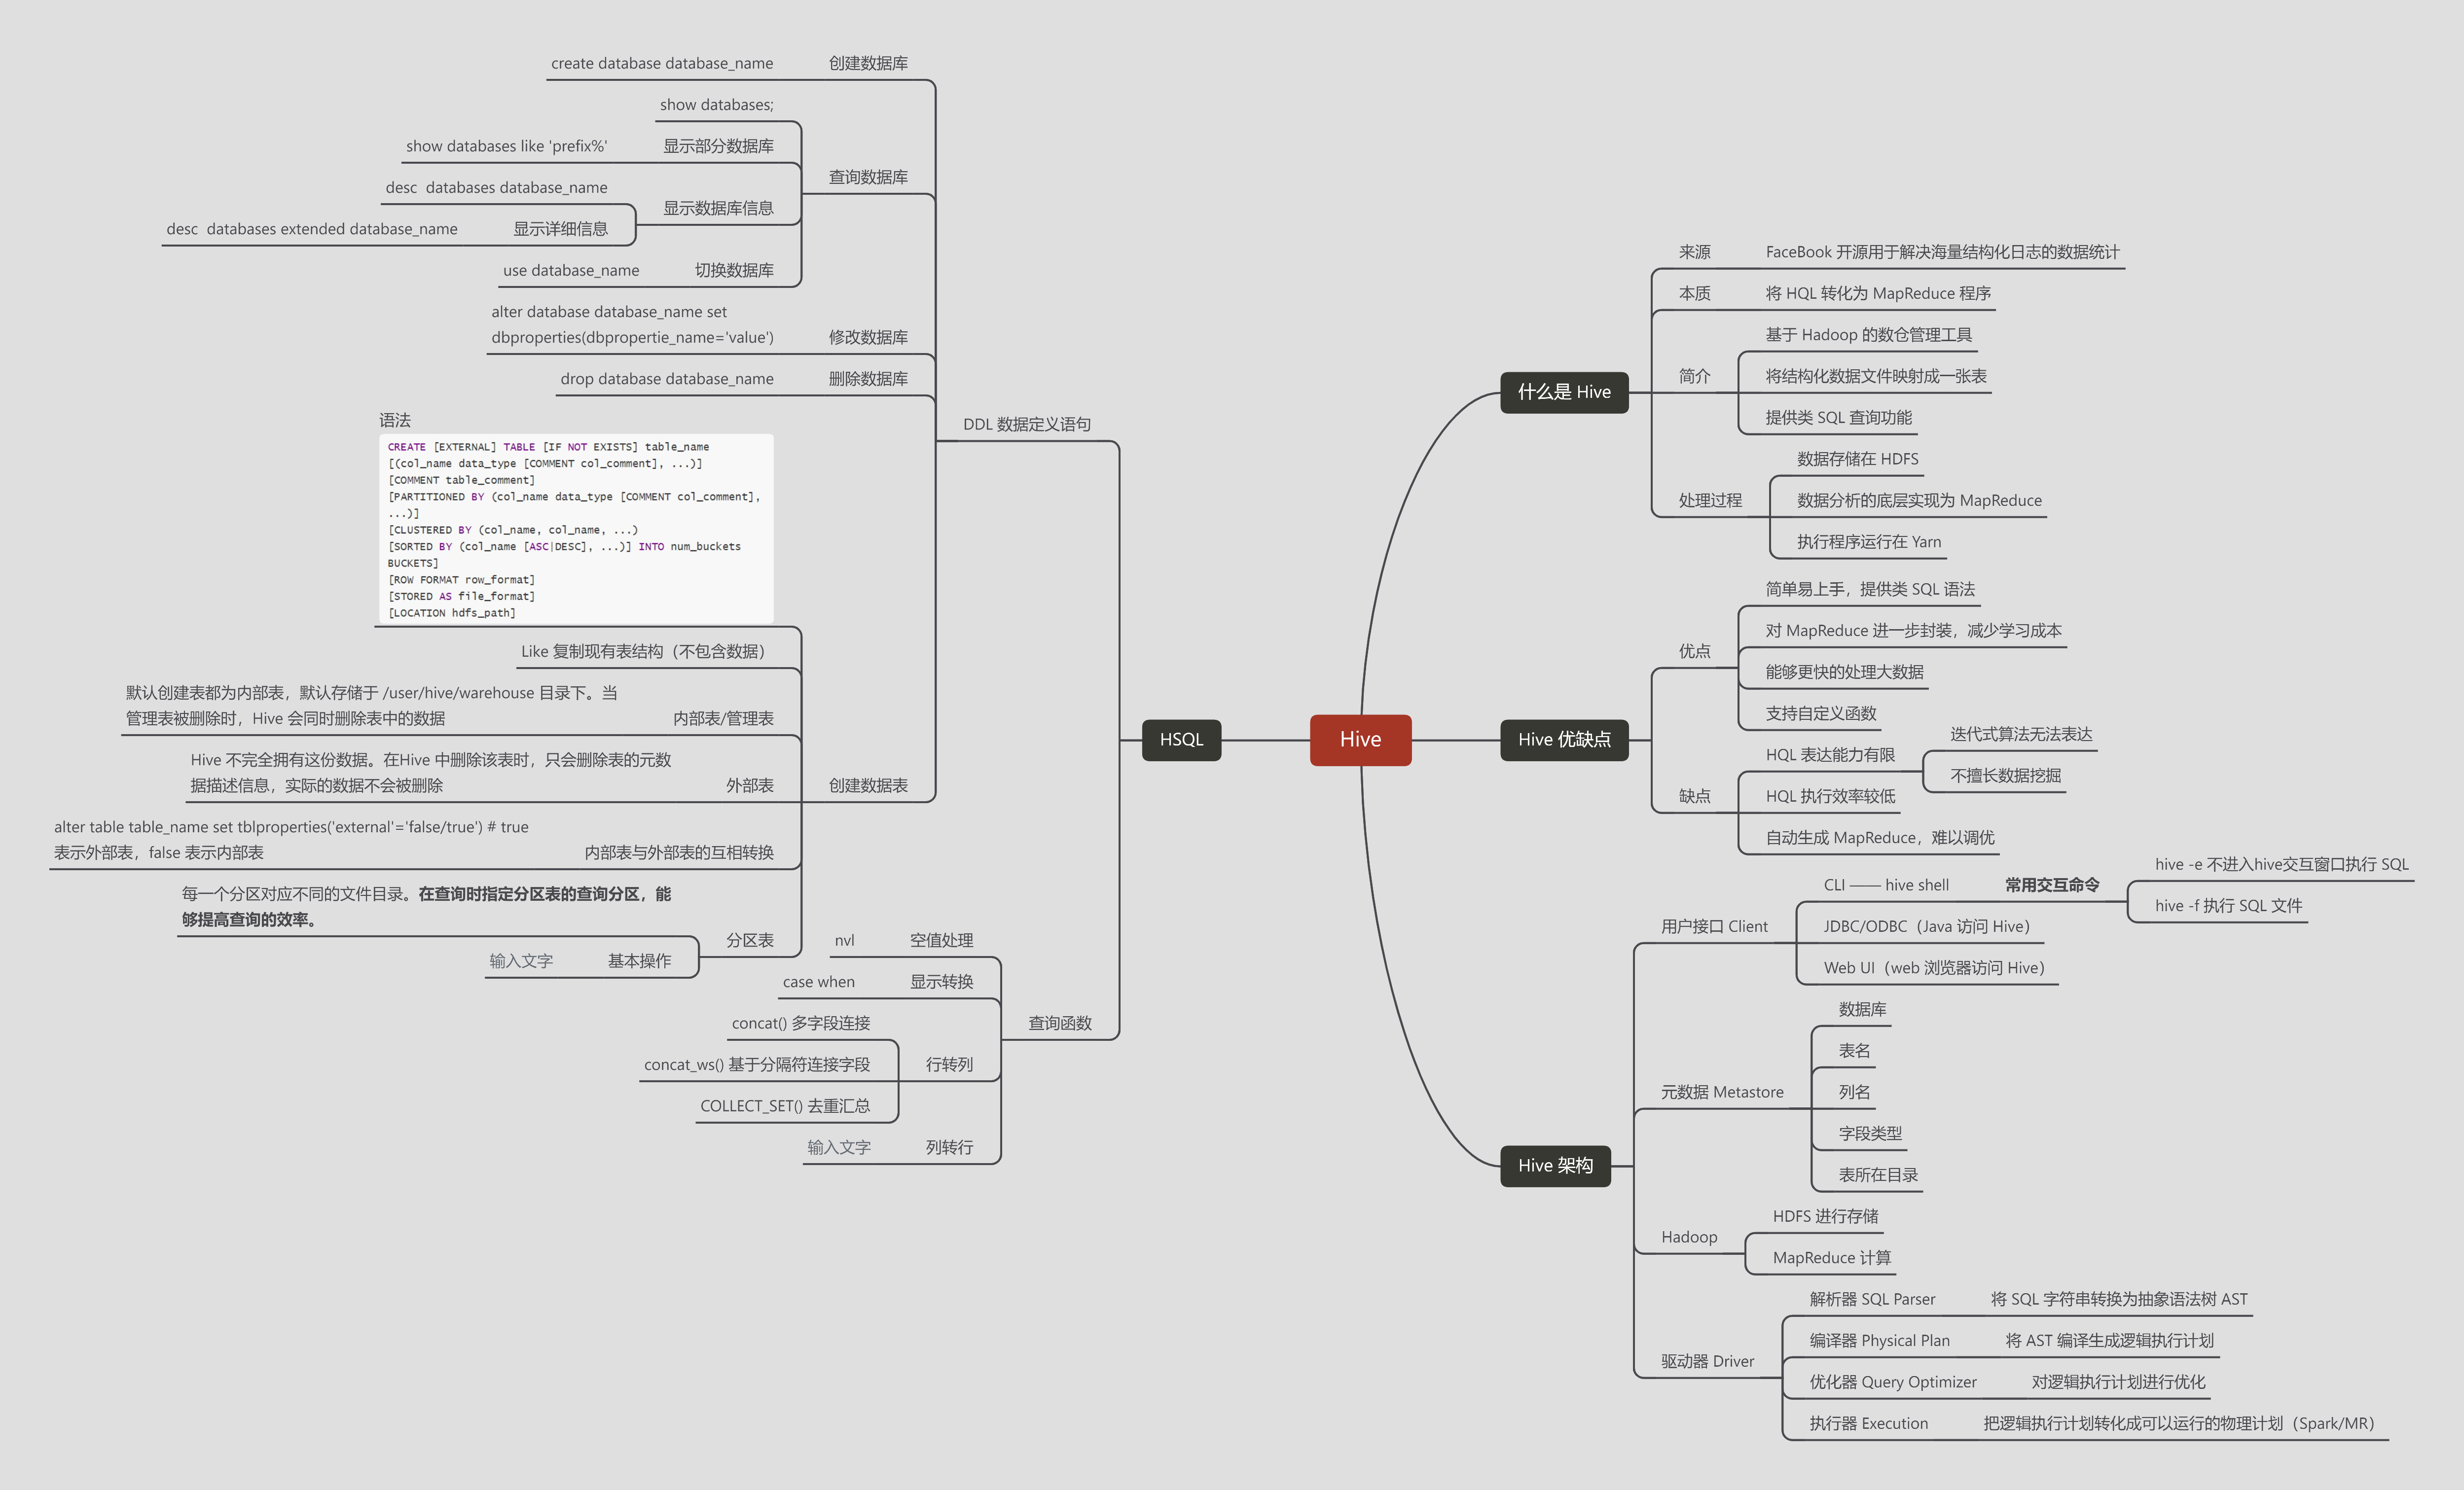 Hive
什么是 Hive
来源
FaceBook 开源用于解决海量结构化日志的数据统计
本质
将 HQL 转化为 MapReduce 程序
简介
基于 Hadoop 的数仓管理工具
将结构化数据文件映射成一张表
提供类 SQL 查询功能
处理过程
数据存储在 HDFS
数据分析的底层实现为 MapReduce
执行程序运行在 Yarn
Hive 优缺点
优点
简单易上手，提供类 SQL 语法
对 MapReduce 进一步封装，减少学习成本
能够更快的处理大数据
支持自定义函数
缺点
HQL 表达能力有限
迭代式算法无法表达
不擅长数据挖掘
HQL 执行效率较低
自动生成 MapReduce，难以调优
Hive 架构
用户接口 Client
CLI —— hive shell
常用交互命令
hive -e 不进入hive交互窗口执行 SQL
hive -f 执行 SQL 文件
JDBC/ODBC（Java 访问 Hive）
Web UI（web 浏览器访问 Hive）
元数据 Metastore
数据库
表名
列名
字段类型
表所在目录
Hadoop
HDFS 进行存储
MapReduce 计算
驱动器 Driver
解析器 SQL Parser
将 SQL 字符串转换为抽象语法树 AST
编译器 Physical Plan
将 AST 编译生成逻辑执行计划
优化器 Query Optimizer
对逻辑执行计划进行优化
执行器 Execution
把逻辑执行计划转化成可以运行的物理计划（Spark/MR）
HSQL
DDL 数据定义语句
创建数据库
create database database_name
查询数据库
show databases;
显示部分数据库
show databases like 'prefix%'
显示数据库信息
desc  databases database_name
显示详细信息
desc  databases extended database_name
切换数据库
use database_name
修改数据库
alter database database_name set
dbproperties(dbpropertie_name='value')
删除数据库
drop database database_name
创建数据表
语法
CREATE [EXTERNAL] TABLE [IF NOT EXISTS] table_name
[(col_name data_type [COMMENT col_comment], ...)]
[COMMENT table_comment]
[PARTITIONED BY (col_name data_type [COMMENT col_comment],
...)]
[CLUSTERED BY (col_name, col_name, ...)
[SORTED BY (col_name [ASC|DESC], ...)] INTO num_buckets
BUCKETS]
[ROW FORMAT row_format]
[STORED AS file_format]
[LOCATION hdfs_path]
Like 复制现有表结构（不包含数据）
内部表/管理表
默认创建表都为内部表，默认存储于 /user/hive/warehouse 目录下。当
管理表被删除时，Hive 会同时删除表中的数据
外部表
Hive 不完全拥有这份数据。在Hive 中删除该表时，只会删除表的元数
据描述信息，实际的数据不会被删除
内部表与外部表的互相转换
alter table table_name set tblproperties('external'='false/true') # true
表示外部表，false 表示内部表
分区表
每一个分区对应不同的文件目录。在查询时指定分区表的查询分区，能
够提高查询的效率。
基本操作
输入文字
查询函数
空值处理
nvl
显示转换
case when
行转列
concat() 多字段连接
concat_ws() 基于分隔符连接字段
COLLECT_SET() 去重汇总
列转行
输入文字